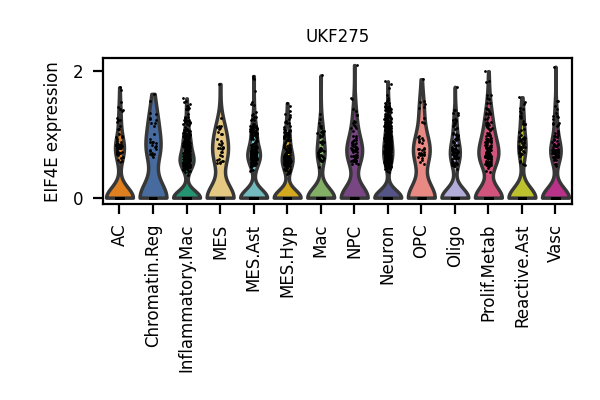 UKF275
EIF4E expression
2
0
AC
Chromatin.Reg
Inflammatory.Mac
MES
MES.Ast
MES.Hyp
Mac
NPC
Neuron
OPC
Oligo
Prolif.Metab
Reactive.Ast
Vasc